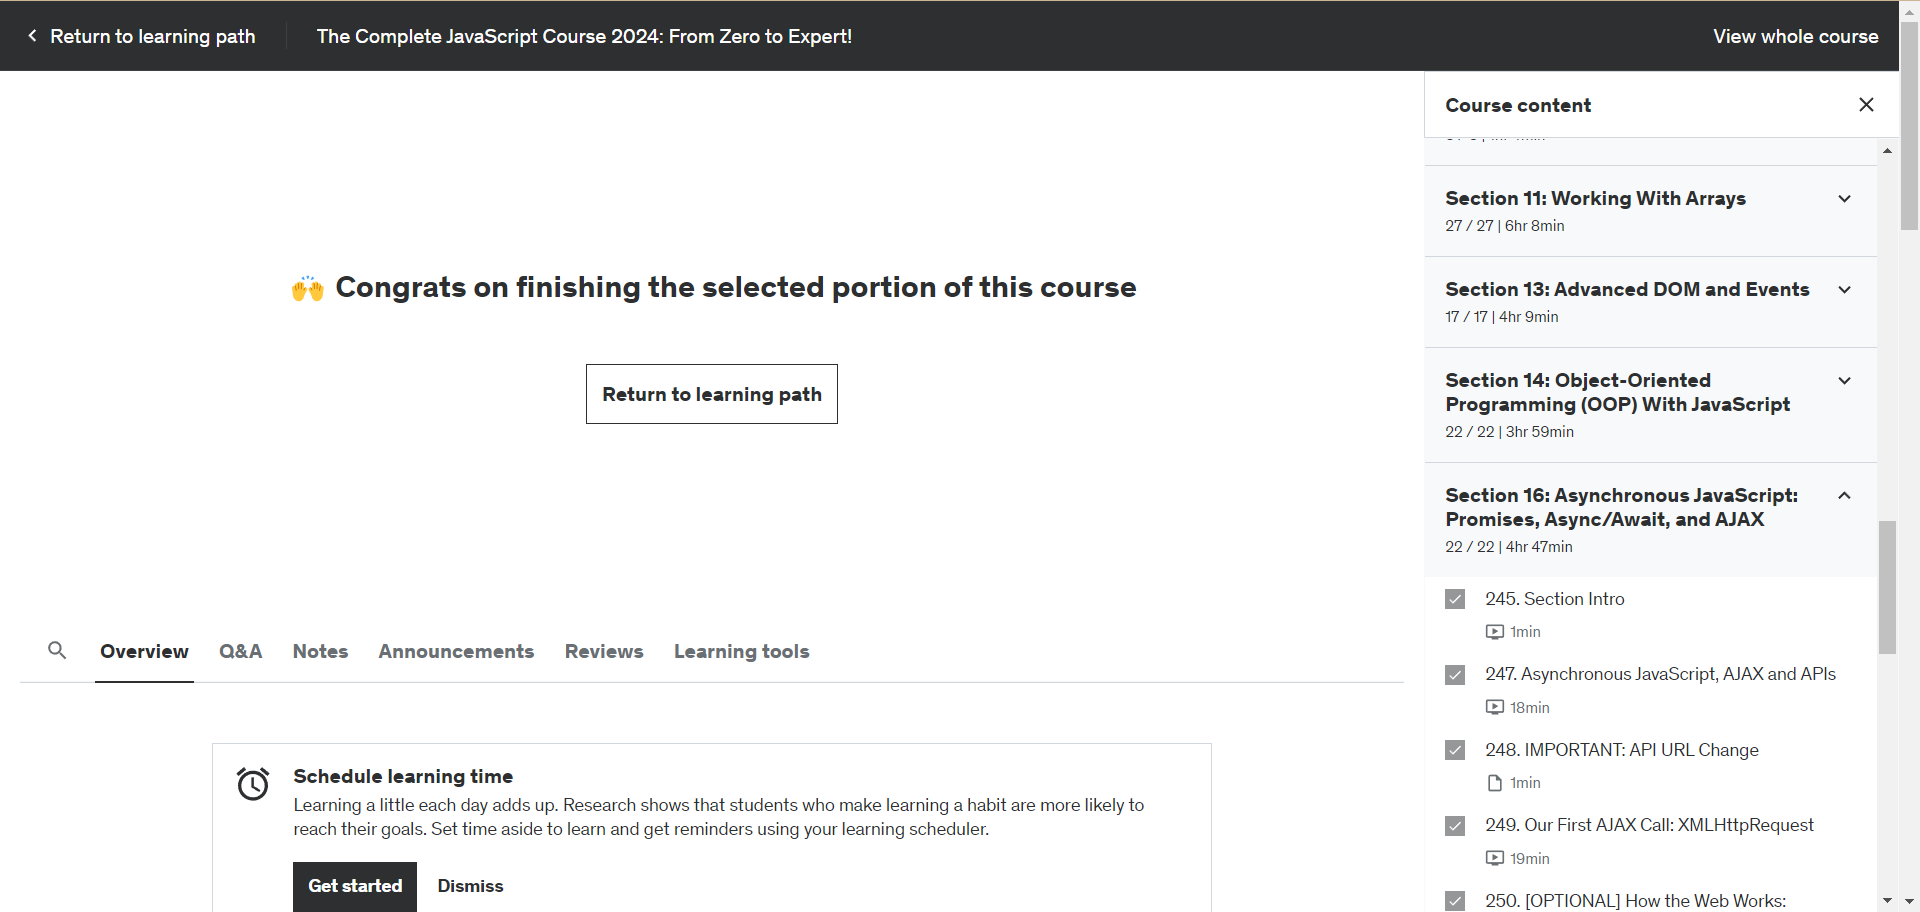 Return to learning path
The Complete JavaScript Course 2024: From Zero to Expert!
View whole course
🙌 Congrats on finishing the selected portion of this course
Return to learning path
Overview
Q&A
Notes
Announcements
Reviews
Learning tools
Schedule learning time
Learning a little each day adds up. Research shows that students who make learning a habit are more likely to
reach their goals. Set time aside to learn and get reminders using your learning scheduler.
Get started
Dismiss
Course content
Section 11: Working With Arrays
27 / 27 | 6hr 8min
Section 13: Advanced DOM and Events
17 / 17 | 4hr 9min
Section 14: Object-Oriented
Programming (OOP) With JavaScript
22 / 22 | 3hr 59min
Section 16: Asynchronous JavaScript:
Promises, Async/Await, and AJAX
22 / 22 | 4hr 47min
245. Section Intro
1min
247. Asynchronous JavaScript, AJAX and APIs
18min
248. IMPORTANT: API URL Change
1min
249. Our First AJAX Call: XMLHttpRequest
19min
250. [OPTIONAL] How the Web Works: